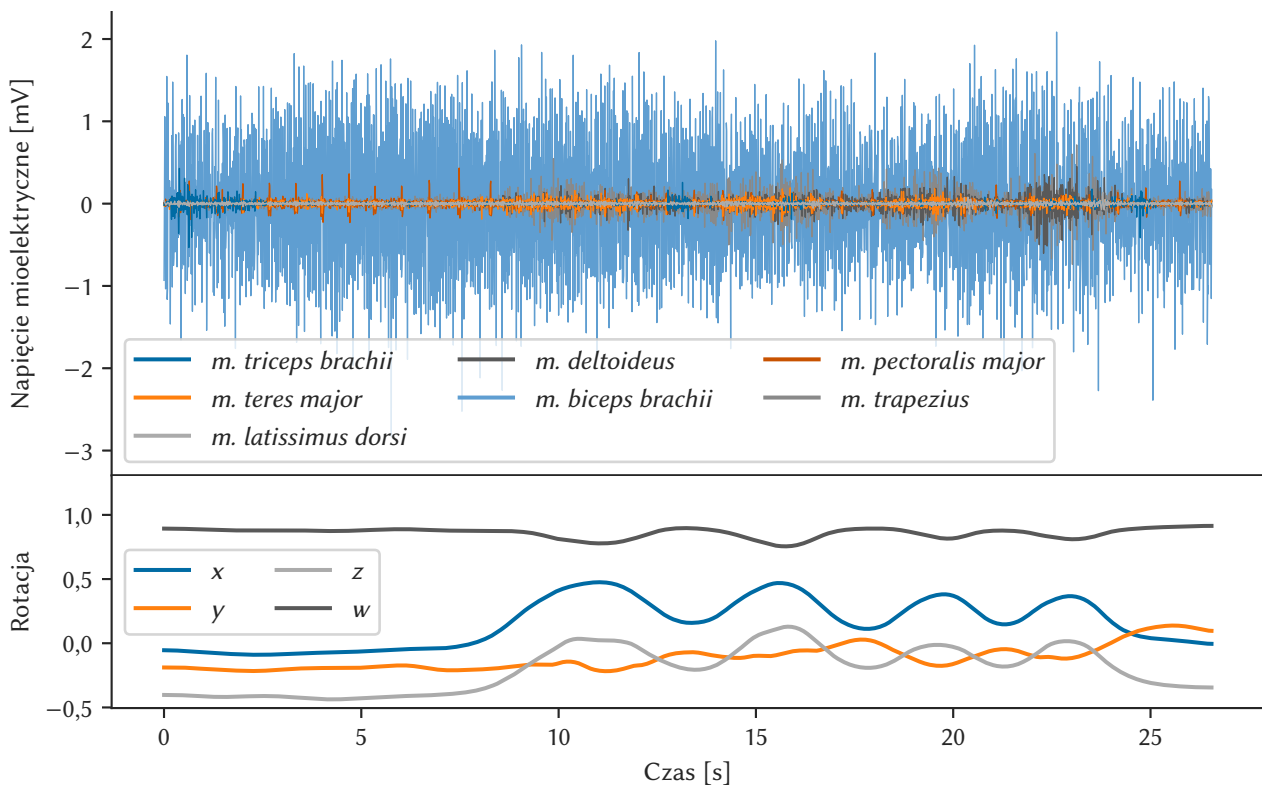 Napięcie mioelektryczne [mV]
2
1
0
−1
−2
−3
m. triceps brachii
m. deltoideus
m. pectoralis major
m. teres major
m. biceps brachii
m. trapezius
m. latissimus dorsi
Rotacja
1,0
0,5
0,0
−0,5
x
z
y
w
0
5
10
15
20
25
Czas [s]